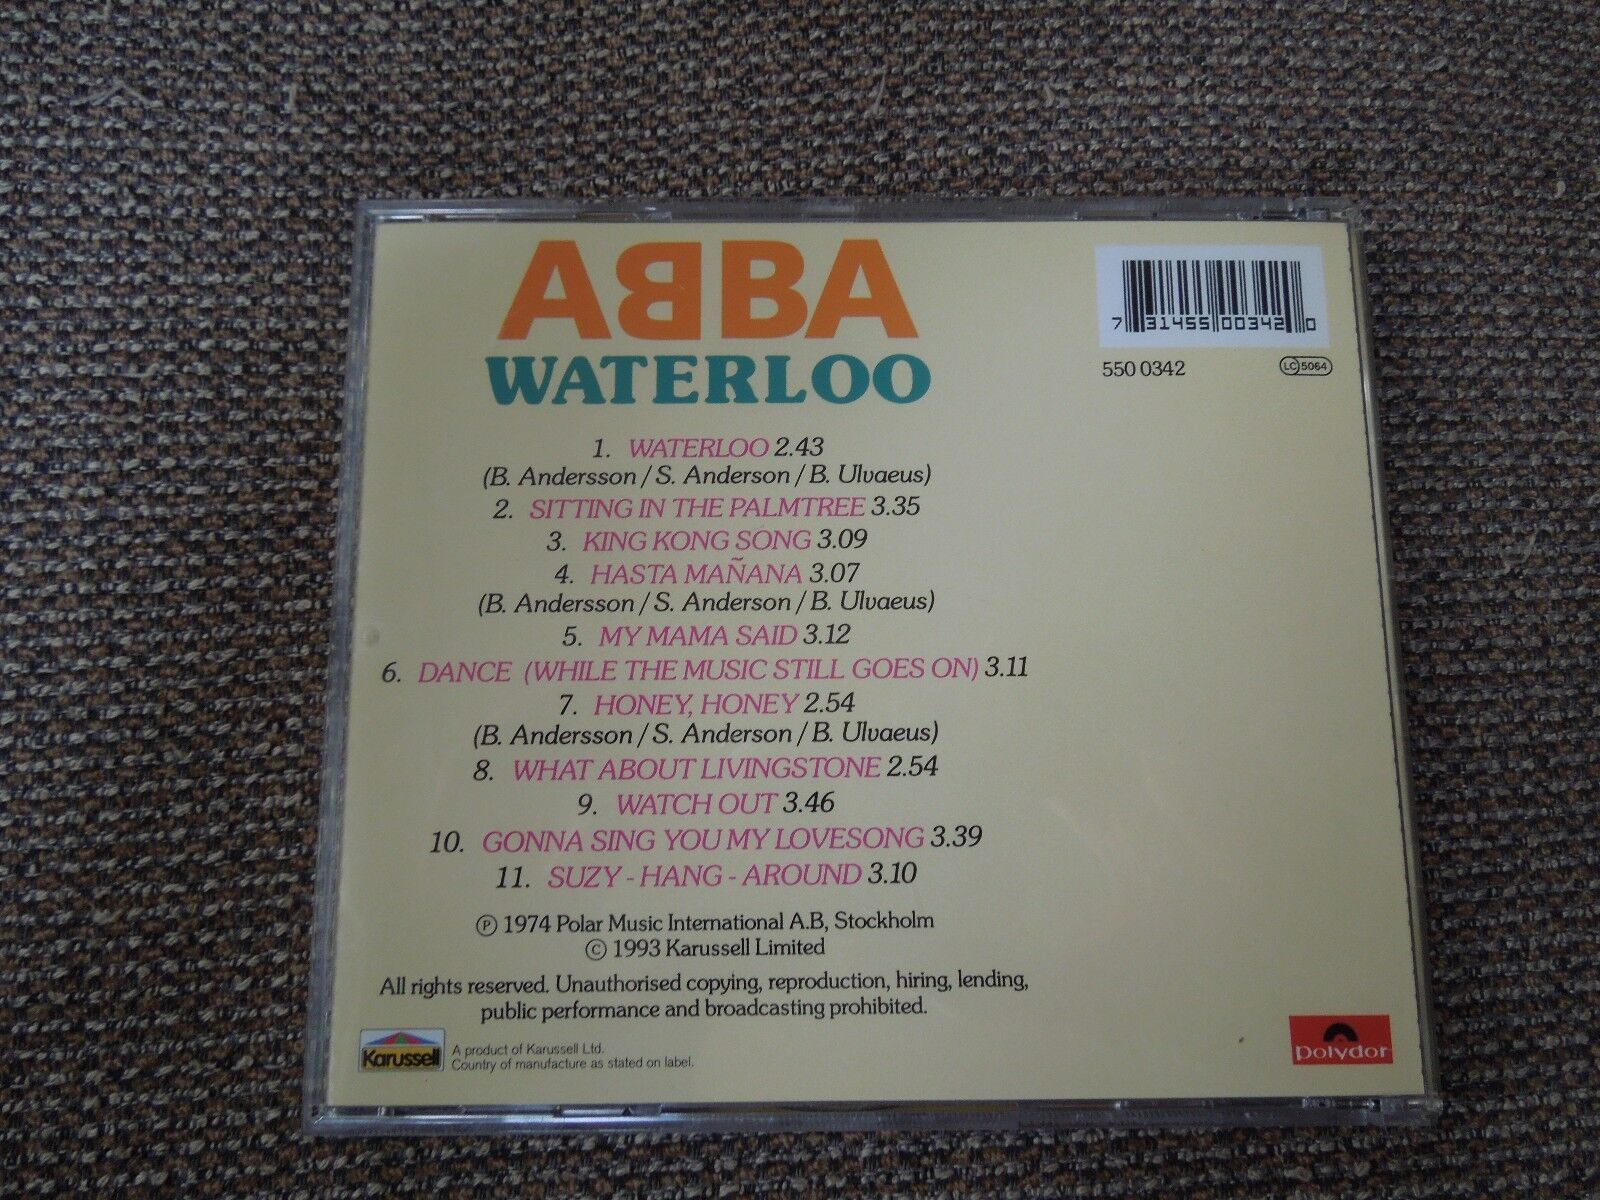 ABBA
WATERLOO
7 31455 00342 0
550 0342
LC 5064
1. WATERLOO 2.43
(B. Andersson / S. Anderson / B. Ulvaeus)
2. SITTING IN THE PALMTREE 3.35
3. KING KONG SONG 3.09
4. HASTA MAÑANA 3.07
(B. Andersson / S. Anderson / B. Ulvaeus)
5. MY MAMA SAID 3.12
6. DANCE (WHILE THE MUSIC STILL GOES ON) 3.11
7. HONEY, HONEY 2.54
(B. Andersson / S. Anderson / B. Ulvaeus)
8. WHAT ABOUT LIVINGSTONE 2.54
9. WATCH OUT 3.46
10. GONNA SING YOU MY LOVESONG 3.39
11. SUZY - HANG - AROUND 3.10
℗ 1974 Polar Music International A.B, Stockholm
© 1993 Karussell Limited
All rights reserved. Unauthorised copying, reproduction, hiring, lending,
public performance and broadcasting prohibited.
Karussell
A product of Karussell Ltd.
Country of manufacture as stated on label.
polydor